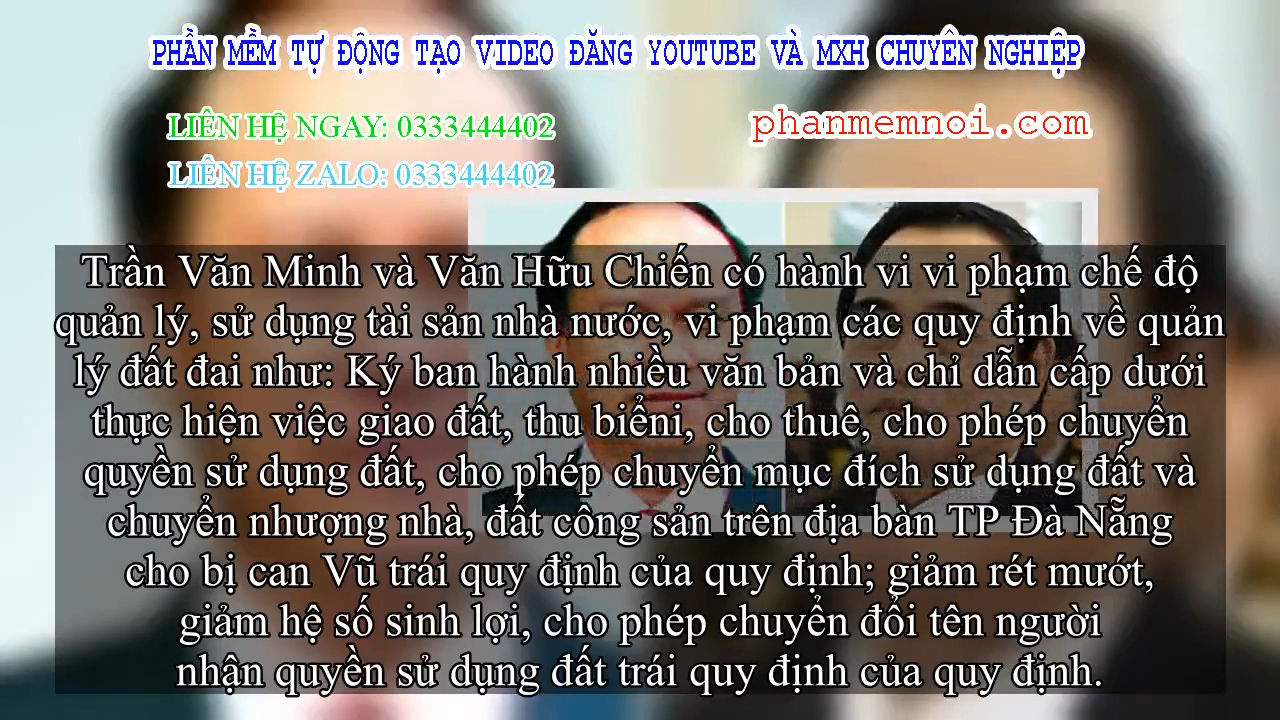 PHẦN MỀM TỰ ĐỘNG TẠO VIDEO ĐĂNG YOUTUBE VÀ MXH CHUYÊN NGHIỆP
LIÊN HỆ NGAY: 0333444402
phanmemnoi.com
LIÊN HỆ ZALO: 0333444402
Trần Văn Minh và Văn Hữu Chiến có hành vi vi phạm chế độ
quản lý, sử dụng tài sản nhà nước, vi phạm các quy định về quản
lý đất đai như: Ký ban hành nhiều văn bản và chỉ dẫn cấp dưới
thực hiện việc giao đất, thu biểni, cho thuê, cho phép chuyển
quyền sử dụng đất, cho phép chuyển mục đích sử dụng đất và
chuyển nhượng nhà, đất công sản trên địa bàn TP Đà Nẵng
cho bị can Vũ trái quy định của quy định; giảm rét mướt,
giảm hệ số sinh lợi, cho phép chuyển đổi tên người
nhận quyền sử dụng đất trái quy định của quy định.